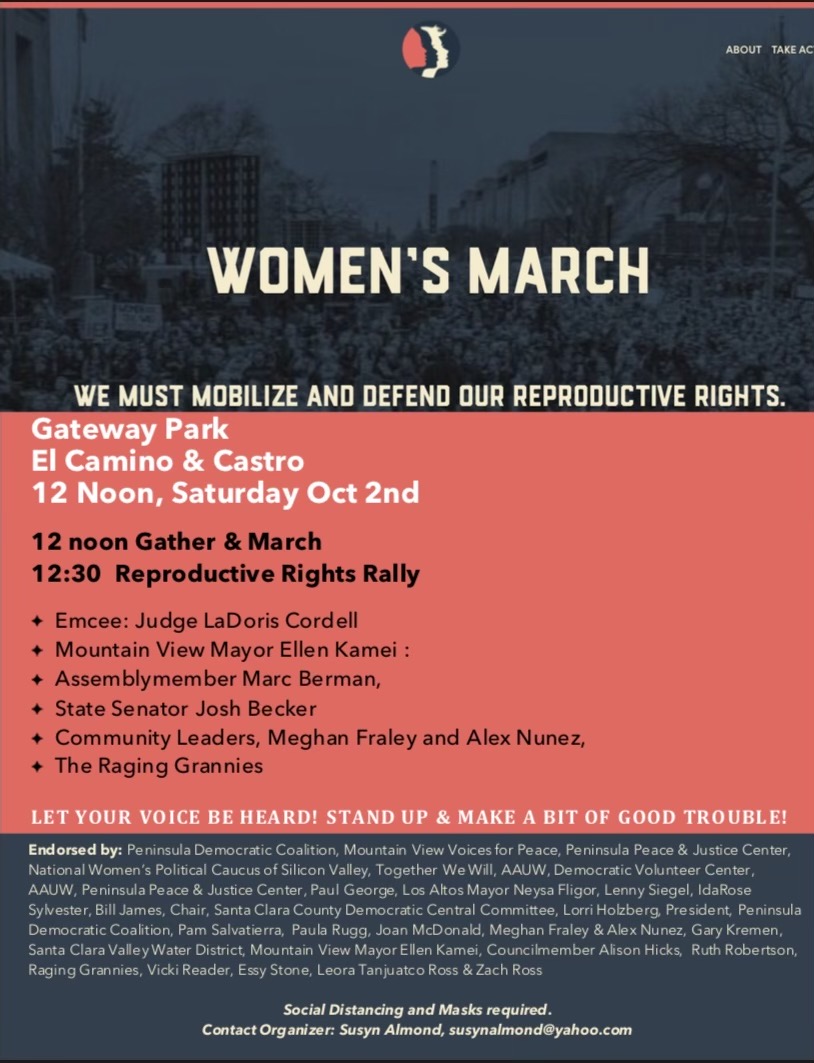 ABOUT TAKE AC
WOMEN'S MARCH
WE MUST MOBILIZE AND DEFEND OUR REPRODUCTIVE RIGHTS.
Gateway Park
El Camino & Castro
12 Noon, Saturday Oct 2nd
12 noon Gather & March
12:30 Reproductive Rights Rally
✦ Emcee: Judge LaDoris Cordell
✦ Mountain View Mayor Ellen Kamei :
✦ Assemblymember Marc Berman,
✦ State Senator Josh Becker
✦ Community Leaders, Meghan Fraley and Alex Nunez,
✦ The Raging Grannies
LET YOUR VOICE BE HEARD! STAND UP & MAKE A BIT OF GOOD TROUBLE!
Endorsed by: Peninsula Democratic Coalition, Mountain View Voices for Peace, Peninsula Peace & Justice Center,
National Women's Political Caucus of Silicon Valley, Together We Will, AAUW, Democratic Volunteer Center,
AAUW, Peninsula Peace & Justice Center, Paul George, Los Altos Mayor Neysa Fligor, Lenny Siegel, IdaRose
Sylvester, Bill James, Chair, Santa Clara County Democratic Central Committee, Lorri Holzberg, President, Peninsula
Democratic Coalition, Pam Salvatierra, Paula Rugg, Joan McDonald, Meghan Fraley & Alex Nunez, Gary Kremen,
Santa Clara Valley Water District, Mountain View Mayor Ellen Kamei, Councilmember Alison Hicks, Ruth Robertson,
Raging Grannies, Vicki Reader, Essy Stone, Leora Tanjuatco Ross & Zach Ross
Social Distancing and Masks required.
Contact Organizer: Susyn Almond, susynalmond@yahoo.com